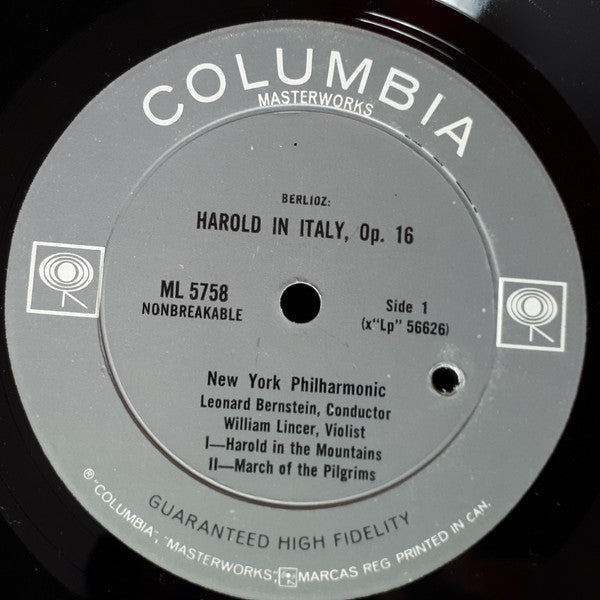 COLUMBIA
MASTERWORKS
BERLIOZ:
HAROLD IN ITALY, Op. 16
ML 5758
NONBREAKABLE
Side 1
(x"Lp" 56626)
New York Philharmonic
Leonard Bernstein, Conductor
William Lincer, Violist
I—Harold in the Mountains
II—March of the Pilgrims
GUARANTEED HIGH FIDELITY
® "COLUMBIA", "MASTERWORKS", MARCAS REG. PRINTED IN CAN.